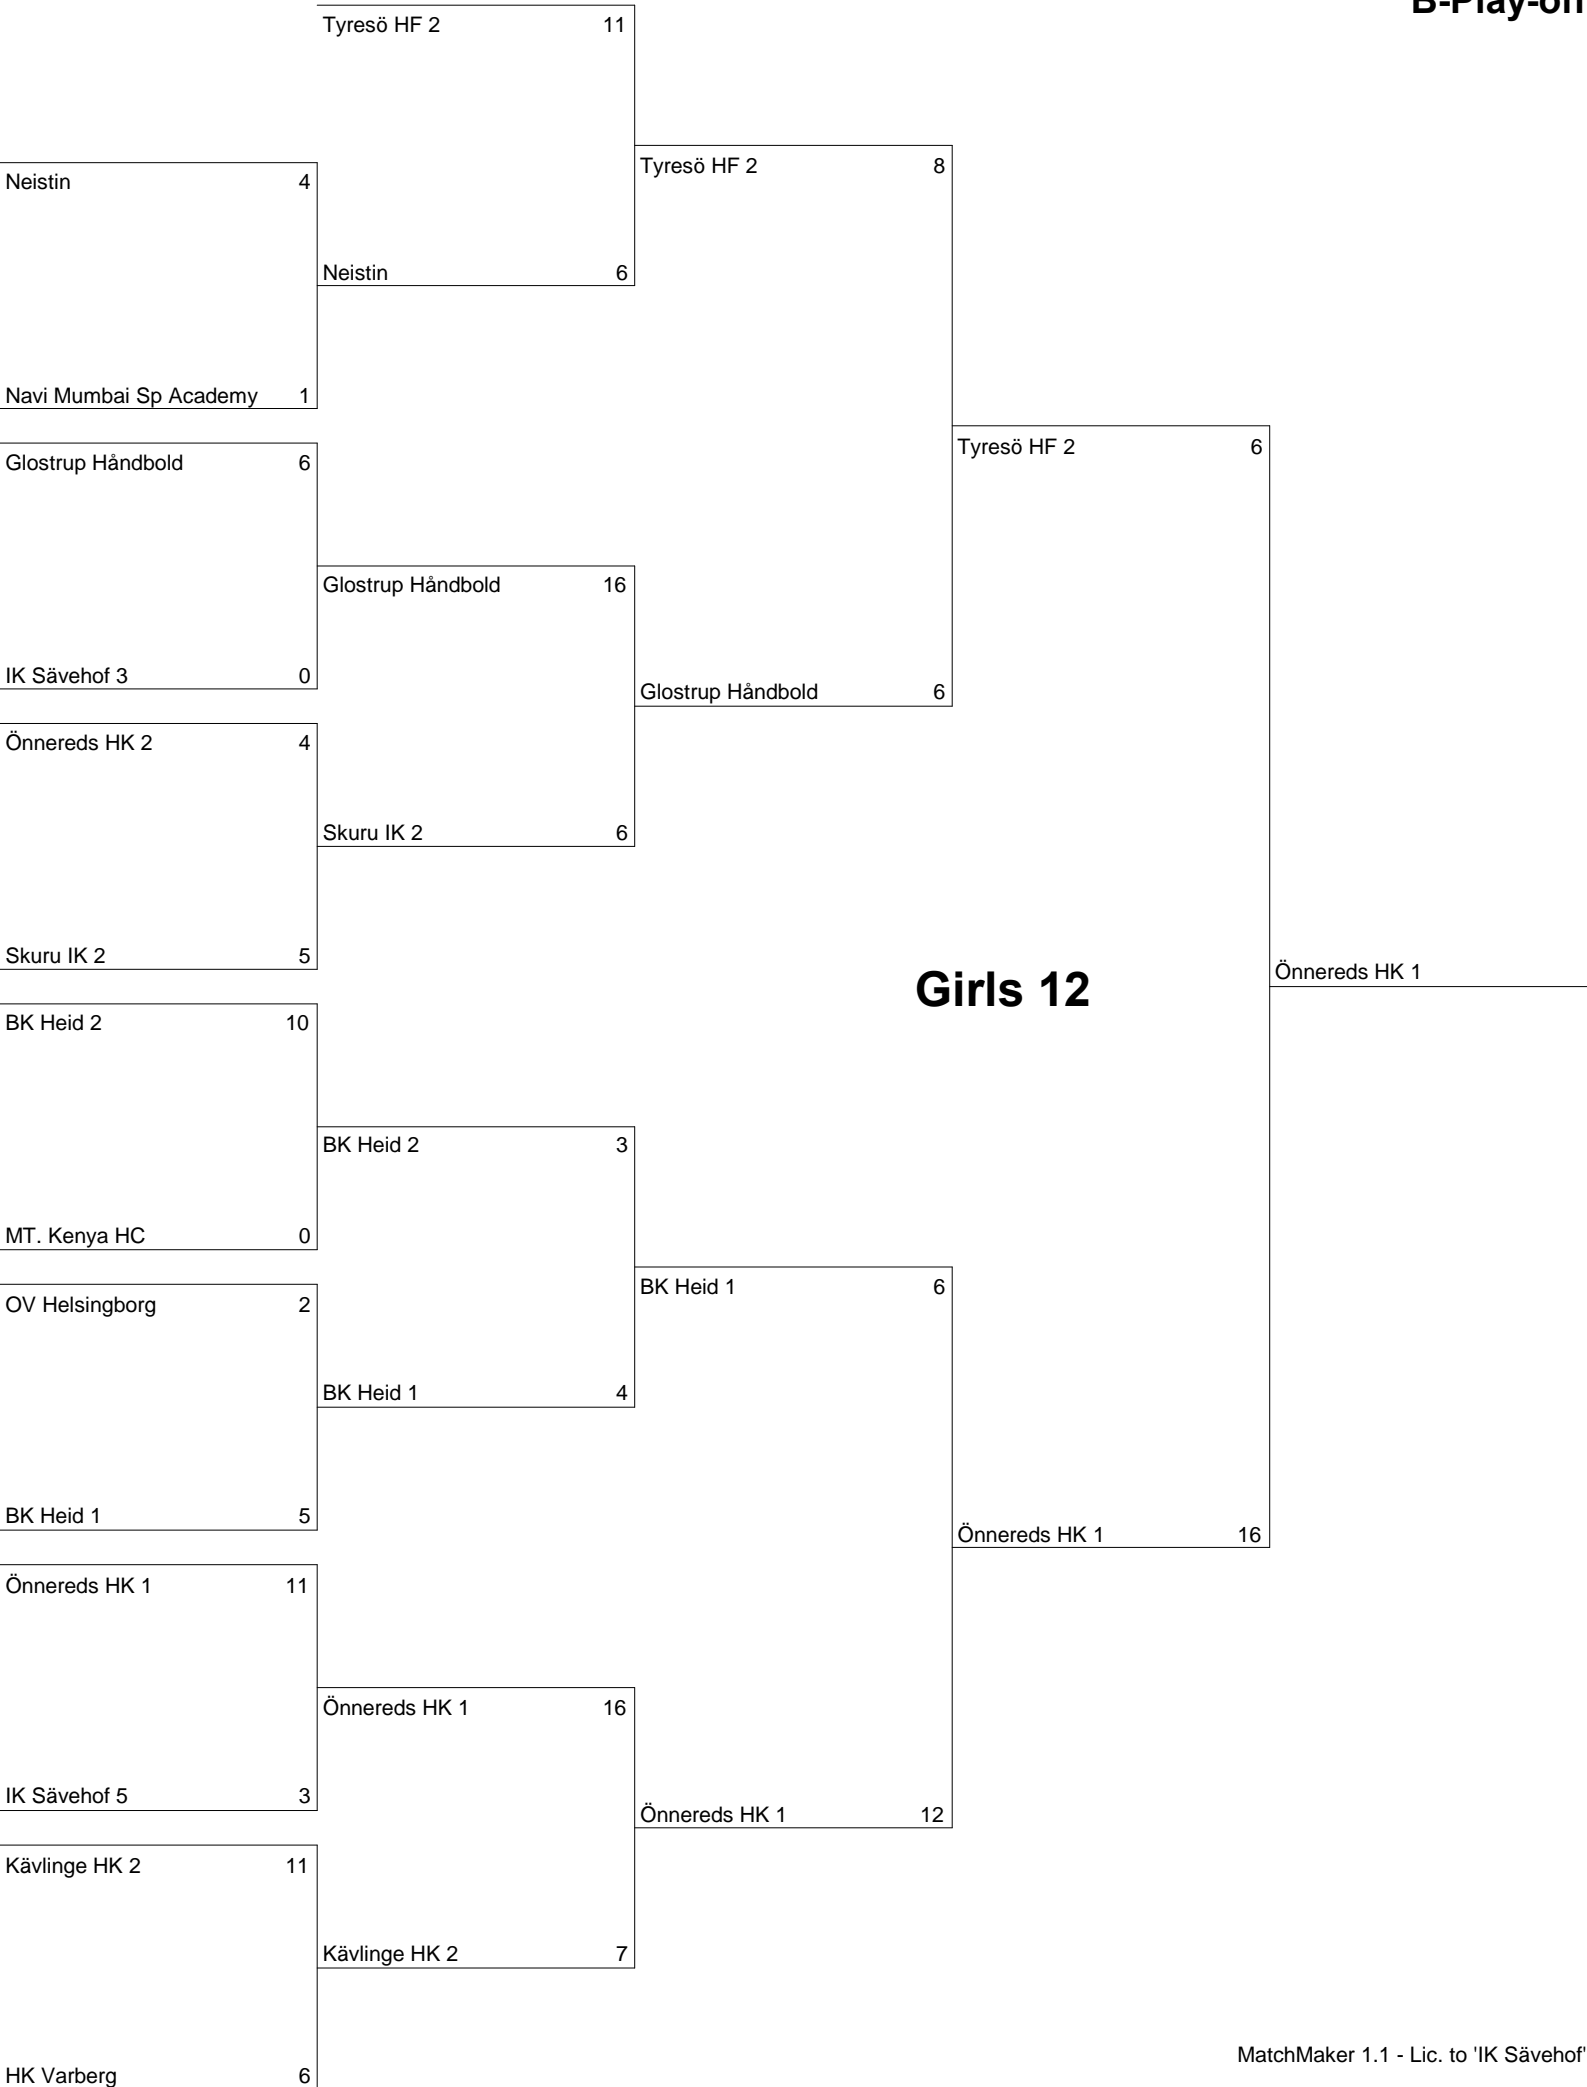 B-Play-off
Tyresö HF 2 11
Tyresö HF 2 8
Neistin 4
Neistin 6
Navi Mumbai Sp Academy 1
Tyresö HF 2 6
Glostrup Håndbold 6
Glostrup Håndbold 16
IK Sävehof 3 0
Glostrup Håndbold 6
Önnereds HK 2 4
Skuru IK 2 6
Skuru IK 2 5
Önnereds HK 1
Girls 12
BK Heid 2 10
BK Heid 2 3
MT. Kenya HC 0
BK Heid 1 6
OV Helsingborg 2
BK Heid 1 4
BK Heid 1 5
Önnereds HK 1 16
Önnereds HK 1 11
Önnereds HK 1 16
IK Sävehof 5 3
Önnereds HK 1 12
Kävlinge HK 2 11
Kävlinge HK 2 7
MatchMaker 1.1 - Lic. to 'IK Sävehof'
HK Varberg 6